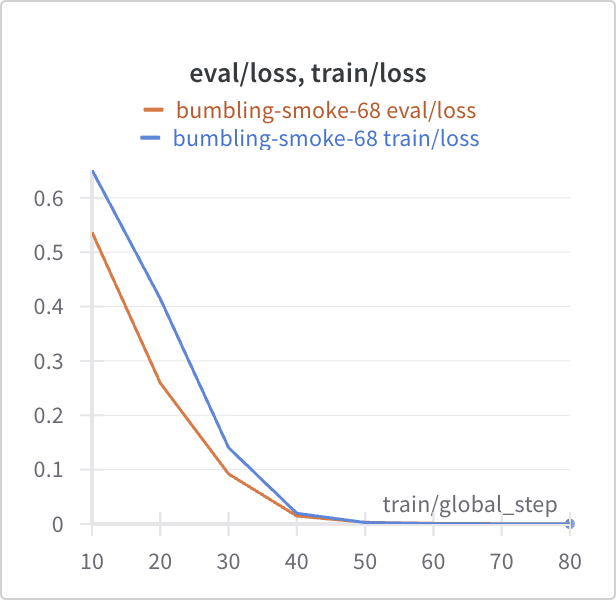 eval/loss, train/loss
bumbling-smoke-68 eval/loss
bumbling-smoke-68 train/loss
0.6
0.5
0.4
0.3
0.2
0.1
0
train/global_step
10 20 30 40 50 60 70 80